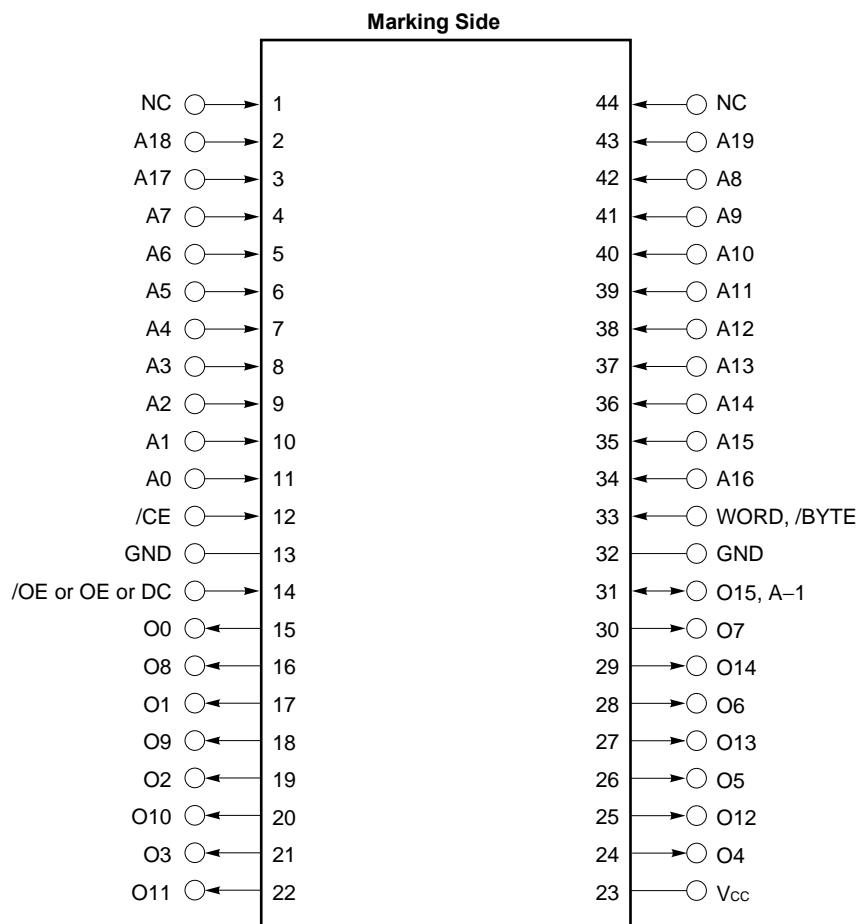 Marking Side
NC 1 44 NC
A18 2 43 A19
A17 3 42 A8
A7 4 41 A9
A6 5 40 A10
A5 6 39 A11
A4 7 38 A12
A3 8 37 A13
A2 9 36 A14
A1 10 35 A15
A0 11 34 A16
/CE 12 33 WORD, /BYTE
GND 13 32 GND
/OE or OE or DC 14 31 O15, A−1
O0 15 30 O7
O8 16 29 O14
O1 17 28 O6
O9 18 27 O13
O2 19 26 O5
O10 20 25 O12
O3 21 24 O4
O11 22 23 Vcc